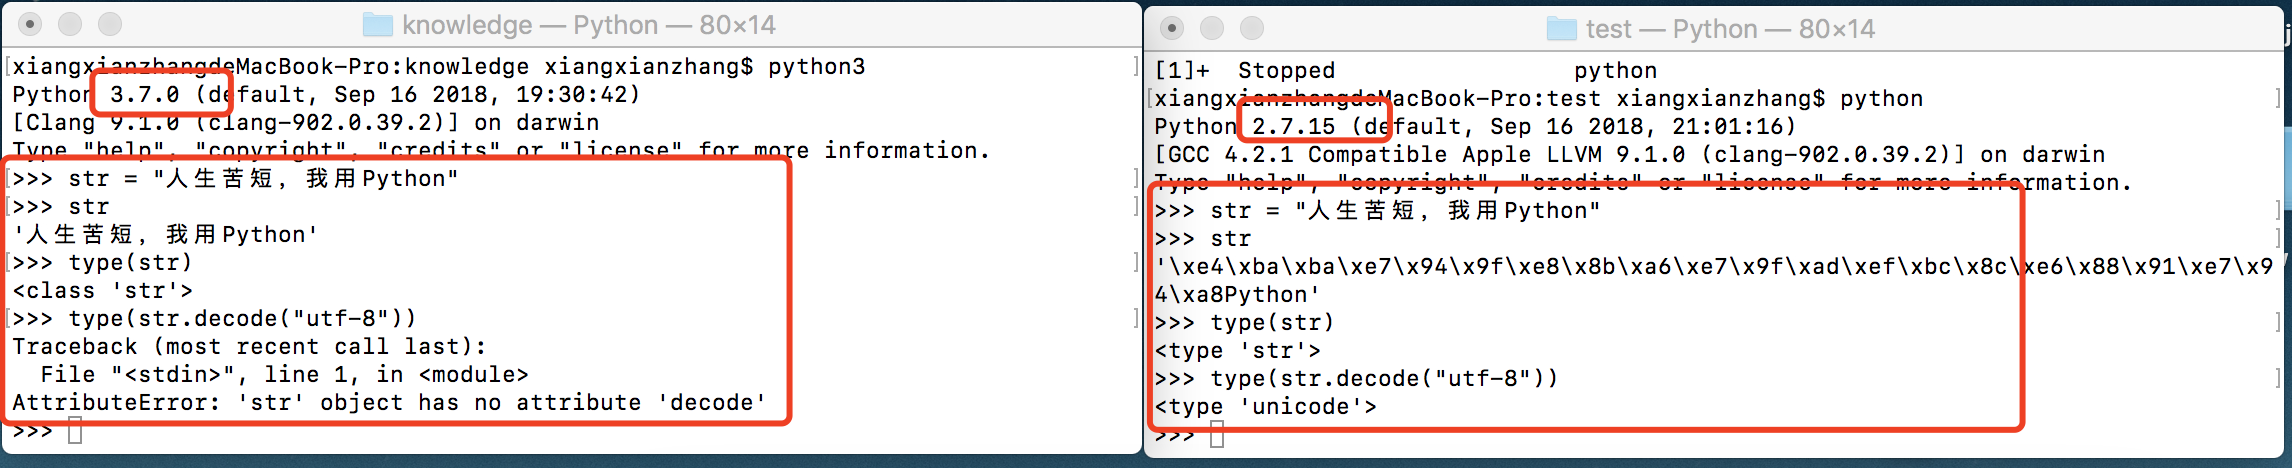 knowledge — Python — 80×14
[xiangxianzhangdeMacBook-Pro:knowledge xiangxianzhang$ python3 ]
Python 3.7.0 (default, Sep 16 2018, 19:30:42)
[Clang 9.1.0 (clang-902.0.39.2)] on darwin
Type "help", "copyright", "credits" or "license" for more information.
[>>> str = "人生苦短，我用Python" ]
[>>> str ]
'人生苦短，我用Python'
[>>> type(str) ]
<class 'str'>
[>>> type(str.decode("utf-8")) ]
Traceback (most recent call last):
  File "<stdin>", line 1, in <module>
AttributeError: 'str' object has no attribute 'decode'
>>>
test — Python — 80×14
[1]+  Stopped                 python
[xiangxianzhangdeMacBook-Pro:test xiangxianzhang$ python ]
Python 2.7.15 (default, Sep 16 2018, 21:01:16)
[GCC 4.2.1 Compatible Apple LLVM 9.1.0 (clang-902.0.39.2)] on darwin
Type "help", "copyright", "credits" or "license" for more information.
>>> str = "人生苦短，我用Python" ]
>>> str ]
'\xe4\xba\xba\xe7\x94\x9f\xe8\x8b\xa6\xe7\x9f\xad\xef\xbc\x8c\xe6\x88\x91\xe7\x9
4\xa8Python'
>>> type(str) ]
<type 'str'>
>>> type(str.decode("utf-8")) ]
<type 'unicode'>
>>>